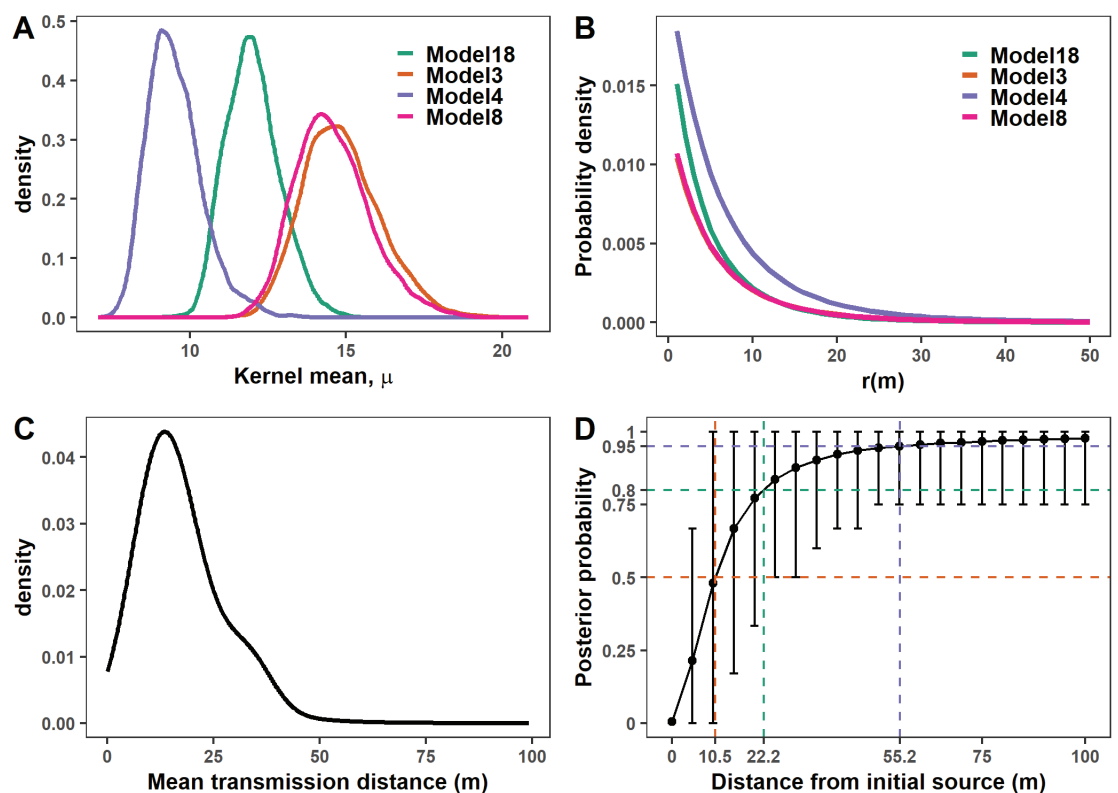 A
0.5
0.4
0.3
0.2
0.1
0.0
density
Model18
Model3
Model4
Model8
10
15
20
Kernel mean, μ
B
0.015
0.010
0.005
0.000
Probability density
Model18
Model3
Model4
Model8
0
10
20
30
40
50
r(m)
C
0.04
0.03
0.02
0.01
0.00
density
0
25
50
75
100
Mean transmission distance (m)
D
1
0.95
0.8
0.75
0.5
0.25
0
Posterior probability
0
10.5
22.2
55.2
75
100
Distance from initial source (m)